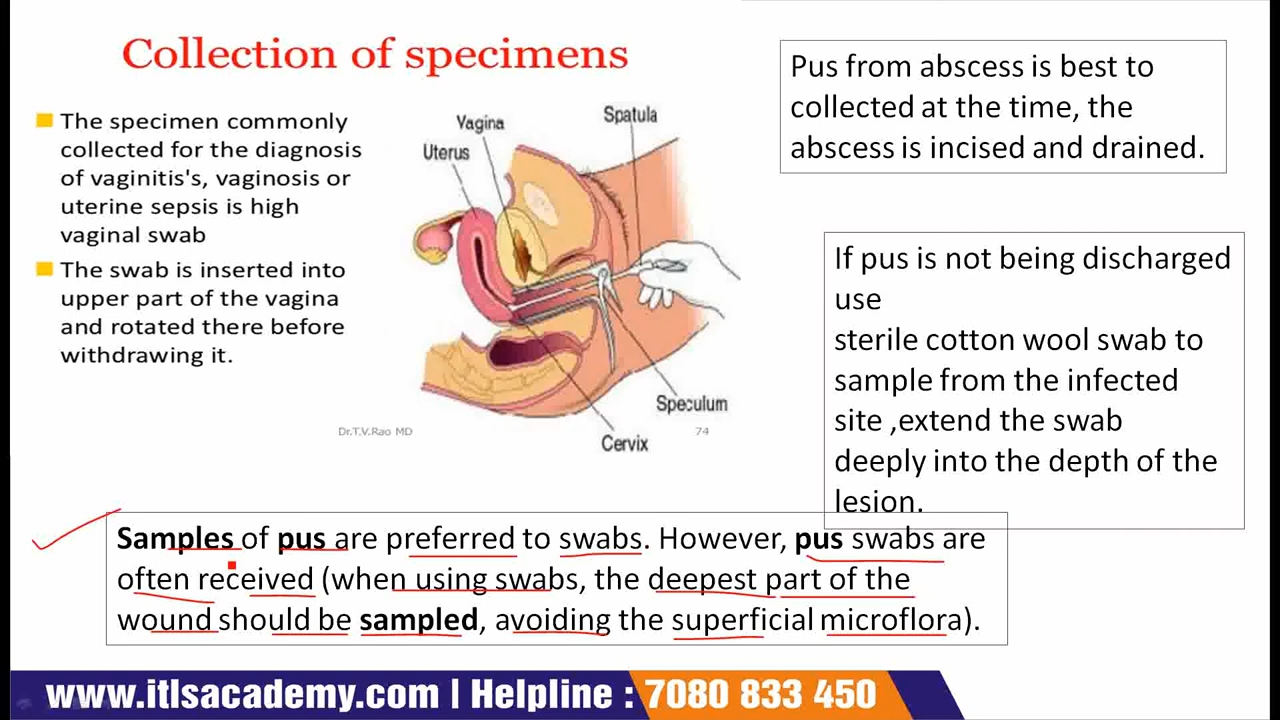 Collection of specimens
The specimen commonly
collected for the diagnosis
of vaginitis's, vaginosis or
uterine sepsis is high
vaginal swab
The swab is inserted into
upper part of the vagina
and rotated there before
withdrawing it.
Vagina
Uterus
Spatula
Speculum
Cervix
Dr.T.V.Rao MD
74
Pus from abscess is best to
collected at the time, the
abscess is incised and drained.
If pus is not being discharged
use
sterile cotton wool swab to
sample from the infected
site ,extend the swab
deeply into the depth of the
lesion.
Samples of pus are preferred to swabs. However, pus swabs are
often received (when using swabs, the deepest part of the
wound should be sampled, avoiding the superficial microflora).
www.itlsacademy.com | Helpline : 7080 833 450